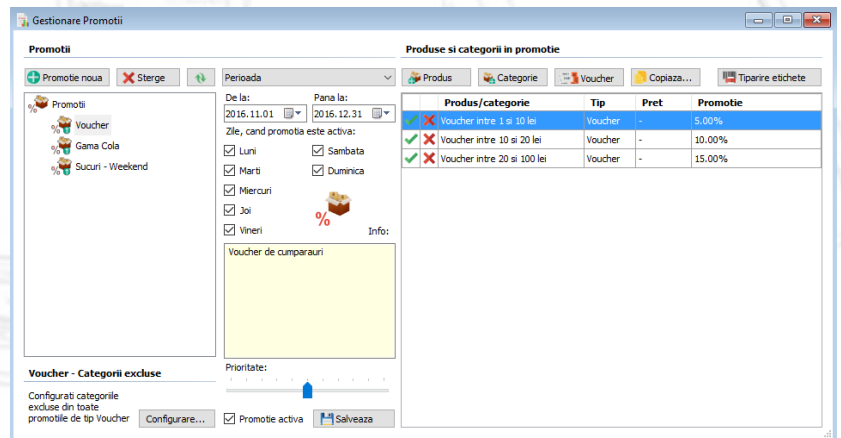 Gestionare Promotii
Promotii
Promotie noua
Sterge
Promotii
Voucher
Gama Cola
Sucuri - Weekend
Voucher - Categorii excluse
Configurati categoriile
excluse din toate
promotiile de tip Voucher
Configurare...
Perioada
De la: Pana la:
2016.11.01 2016.12.31
Zile, cand promotia este activa:
Luni Sambata
Marti Duminica
Miercuri
Joi
%
Vineri Info:
Voucher de cumparauri
Prioritate:
Promotie activa Salveaza
Produse si categorii in promotie
Produs Categorie Voucher Copiaza... Tiparire etichete
Produs/categorie Tip Pret Promotie
Voucher intre 1 si 10 lei Voucher - 5.00%
Voucher intre 10 si 20 lei Voucher - 10.00%
Voucher intre 20 si 100 lei Voucher - 15.00%